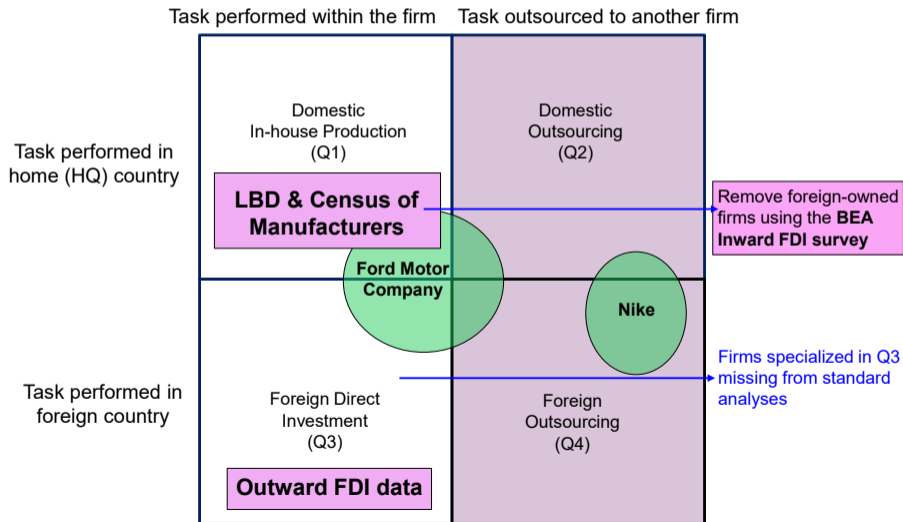 Task performed within the firm
Task outsourced to another firm
Task performed in
home (HQ) country
Domestic
In-house Production
(Q1)
Domestic
Outsourcing
(Q2)
LBD & Census of
Manufacturers
Remove foreign-owned
firms using the BEA
Inward FDI survey
Ford Motor
Company
Nike
Task performed in
foreign country
Foreign Direct
Investment
(Q3)
Foreign
Outsourcing
(Q4)
Firms specialized in Q3
missing from standard
analyses
Outward FDI data